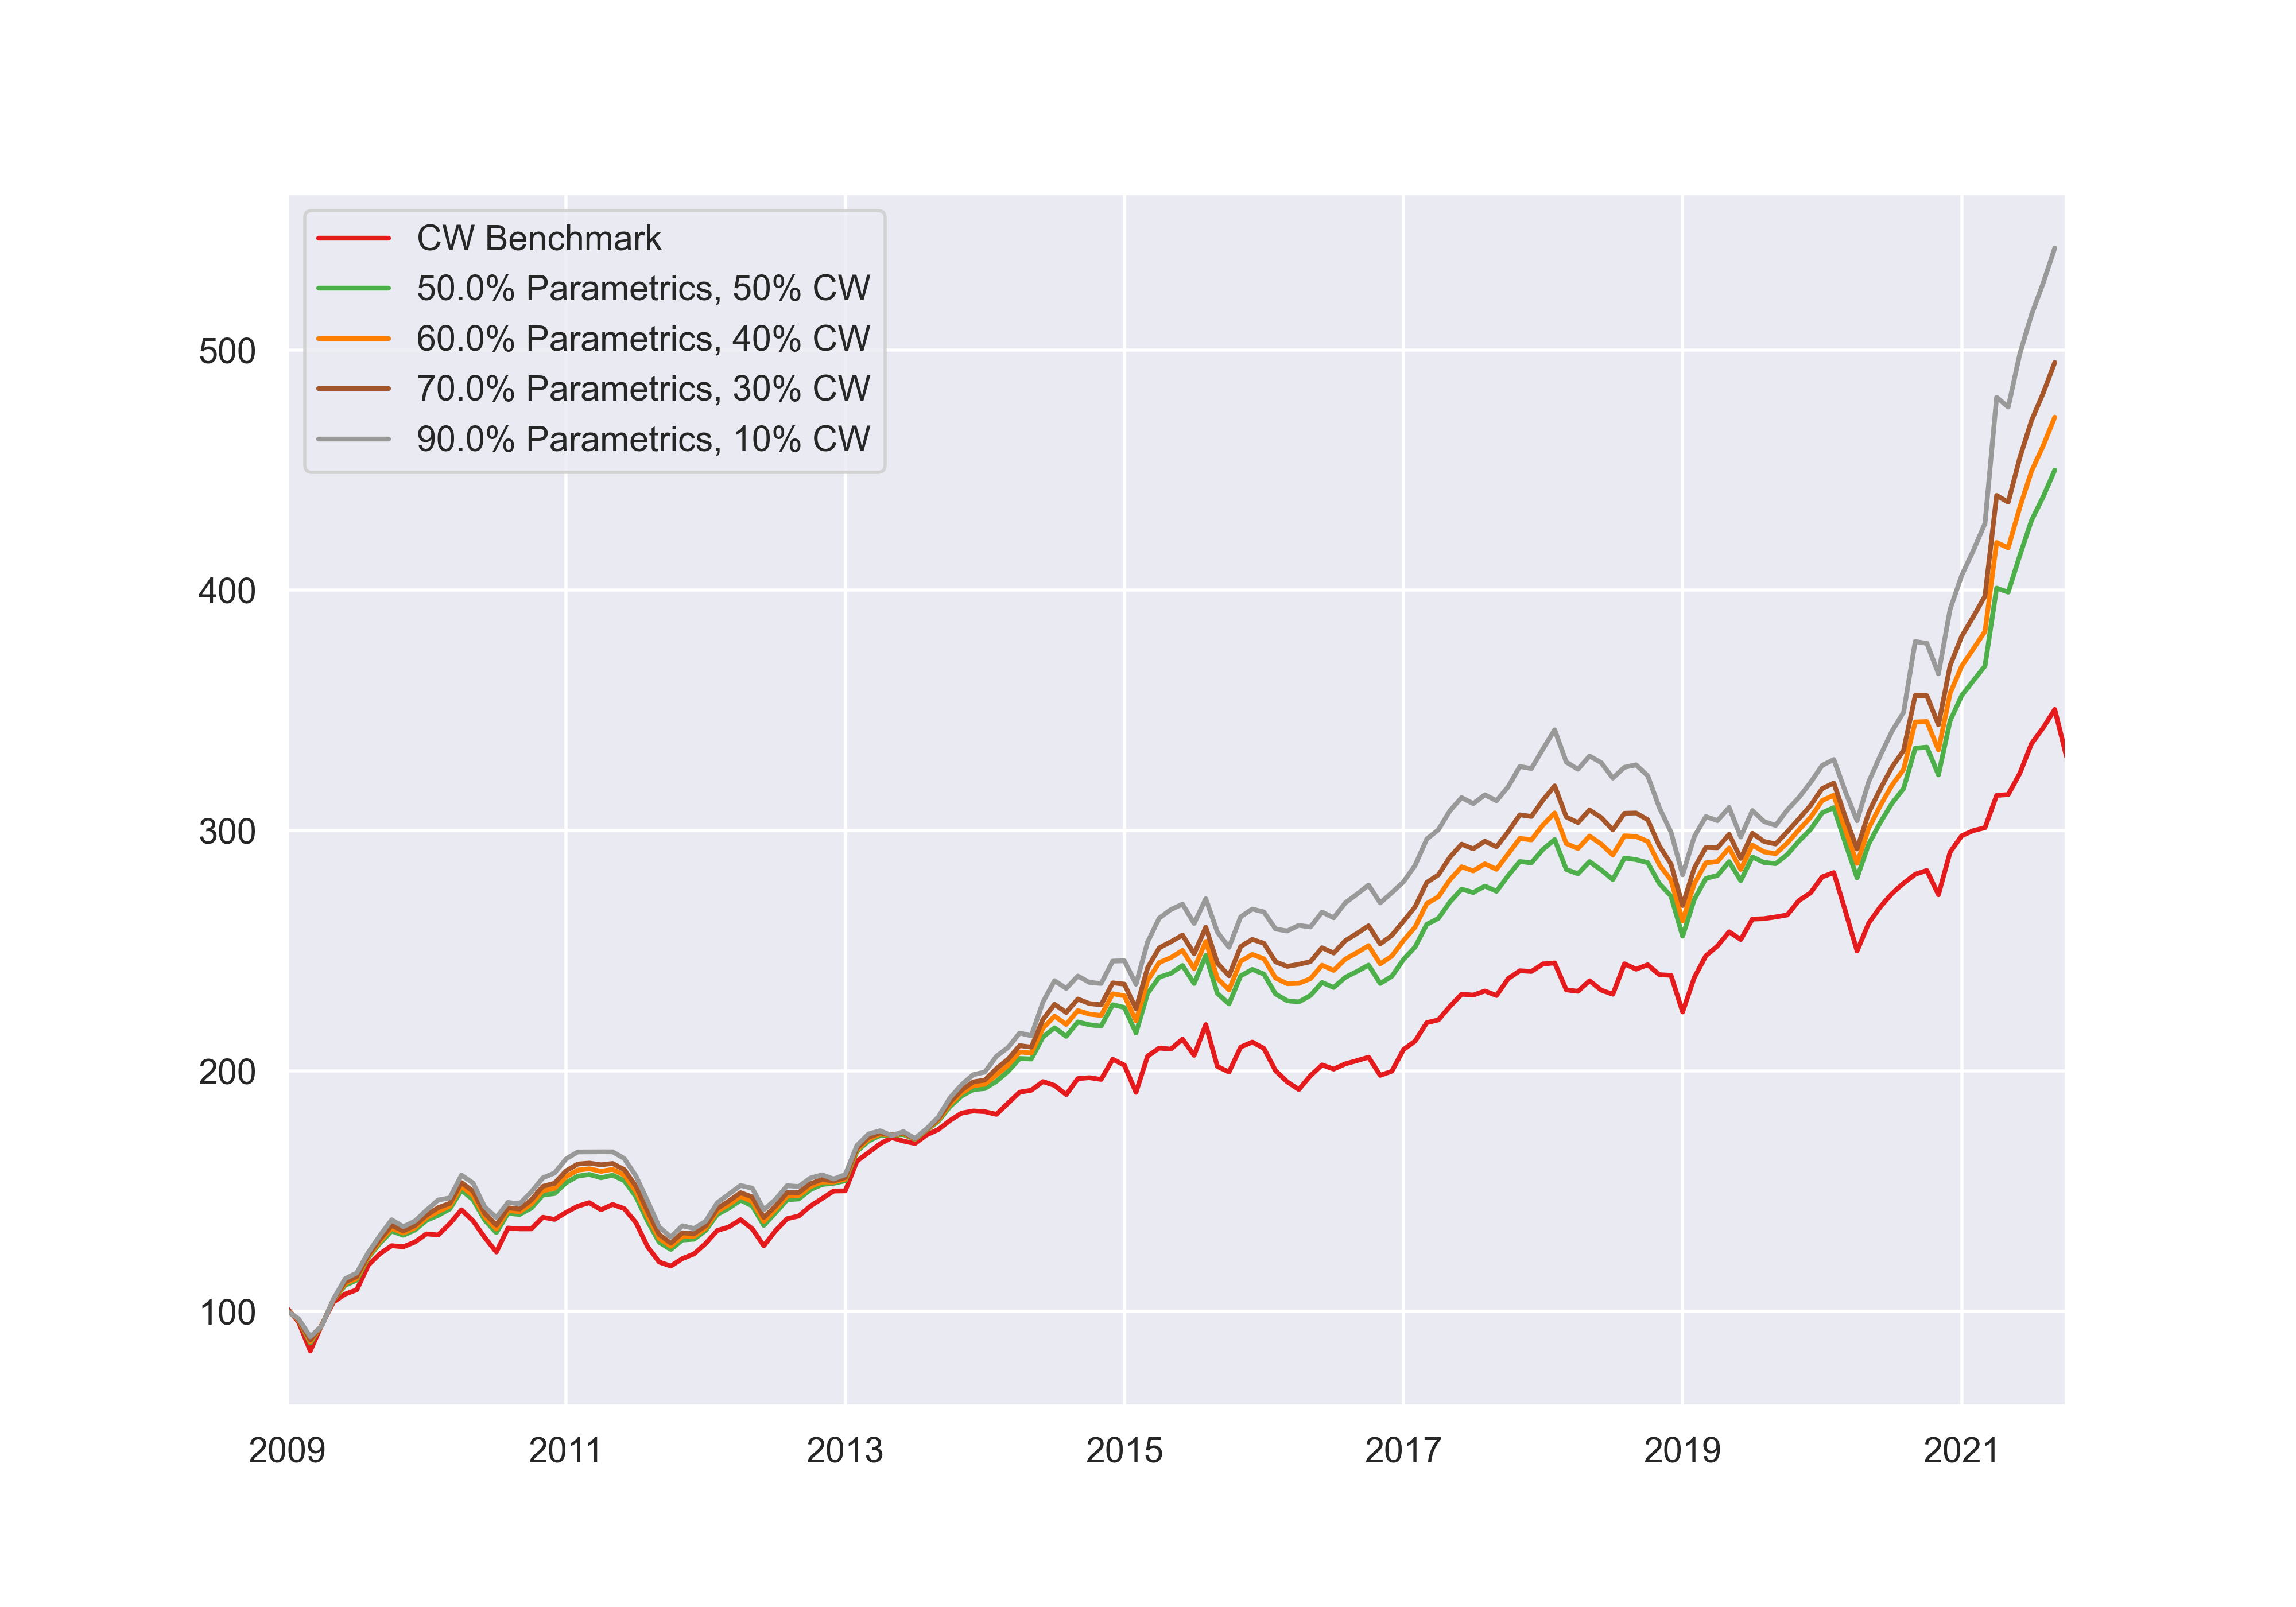 CW Benchmark
50.0% Parametrics, 50% CW
60.0% Parametrics, 40% CW
70.0% Parametrics, 30% CW
90.0% Parametrics, 10% CW
500
400
300
200
100
2009 2011 2013 2015 2017 2019 2021